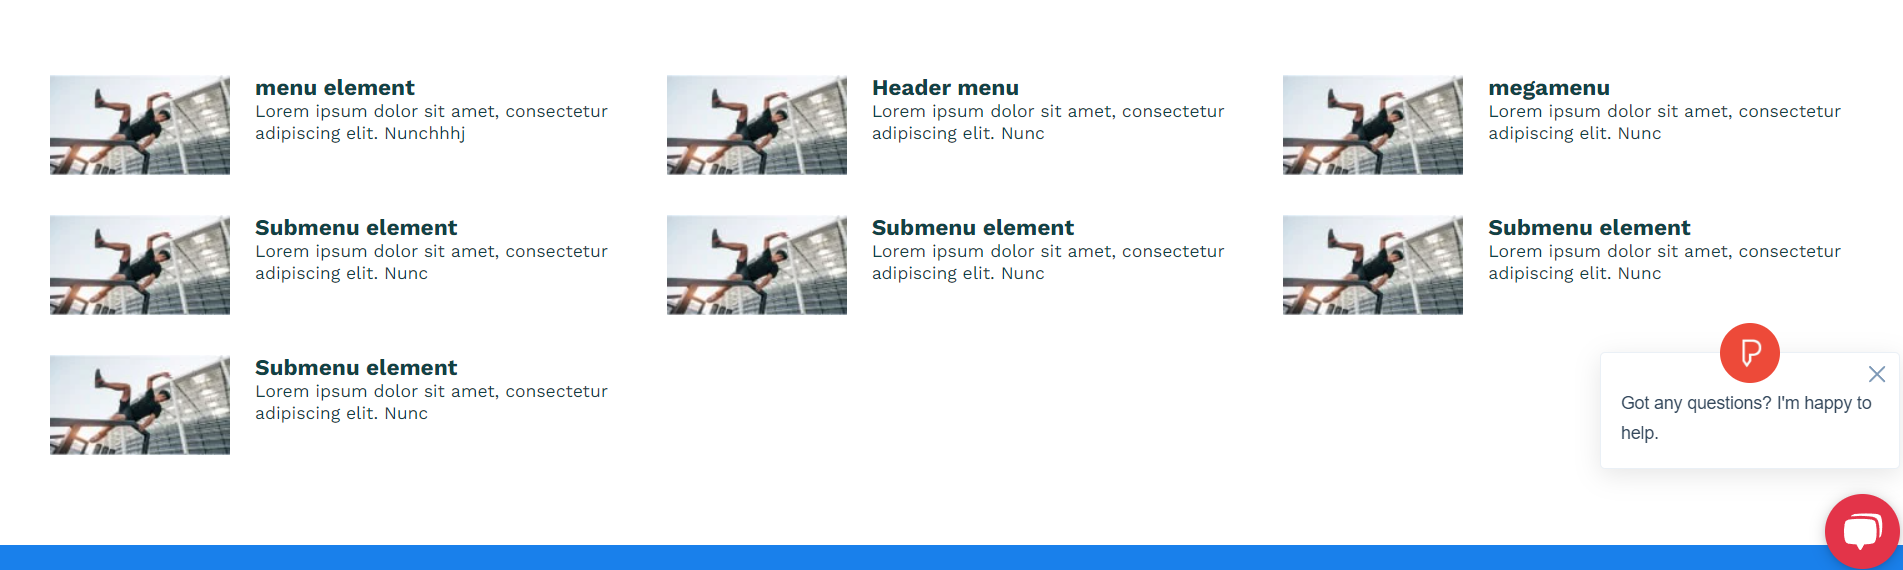 menu element
Lorem ipsum dolor sit amet, consectetur
adipiscing elit. Nunchhhj
Header menu
Lorem ipsum dolor sit amet, consectetur
adipiscing elit. Nunc
megamenu
Lorem ipsum dolor sit amet, consectetur
adipiscing elit. Nunc
Submenu element
Lorem ipsum dolor sit amet, consectetur
adipiscing elit. Nunc
Submenu element
Lorem ipsum dolor sit amet, consectetur
adipiscing elit. Nunc
Submenu element
Lorem ipsum dolor sit amet, consectetur
adipiscing elit. Nunc
Submenu element
Lorem ipsum dolor sit amet, consectetur
adipiscing elit. Nunc
Got any questions? I'm happy to
help.